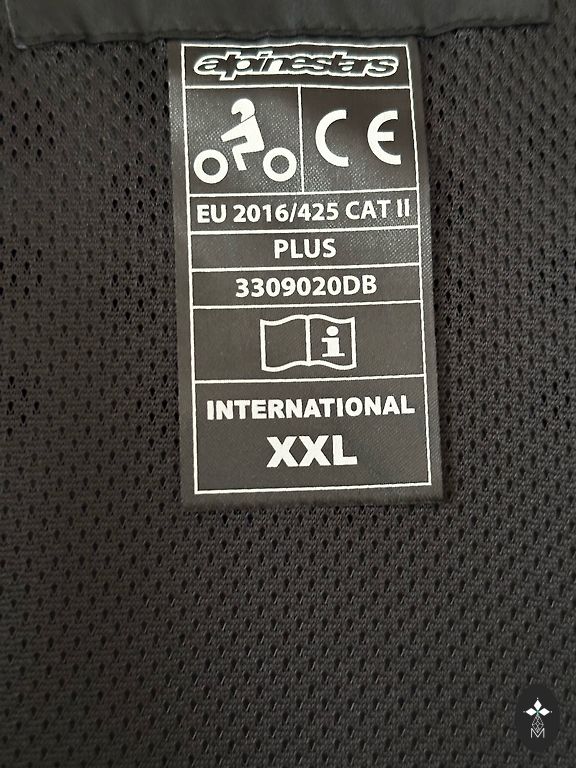 alpinestars
CE
EU 2016/425 CAT II
PLUS
3309020DB
i
INTERNATIONAL
XXL
M